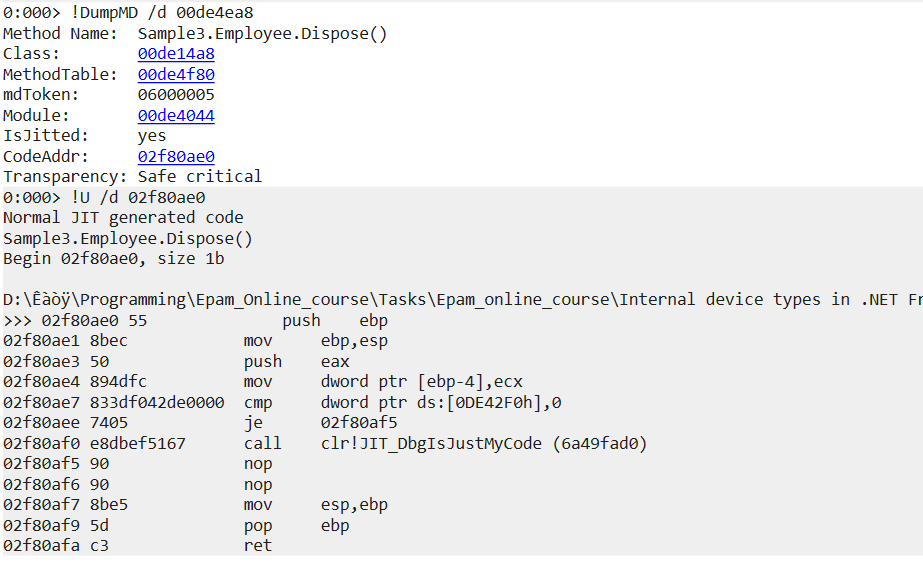 0:000> !DumpMD /d 00de4ea8
Method Name:  Sample3.Employee.Dispose()
Class:        00de14a8
MethodTable:  00de4f80
mdToken:      06000005
Module:       00de4044
IsJitted:     yes
CodeAddr:     02f80ae0
Transparency: Safe critical
0:000> !U /d 02f80ae0
Normal JIT generated code
Sample3.Employee.Dispose()
Begin 02f80ae0, size 1b

D:\Êàòÿ\Programming\Epam_Online_course\Tasks\Epam_online_course\Internal device types in .NET Fr
>>> 02f80ae0 55              push    ebp
02f80ae1 8bec            mov     ebp,esp
02f80ae3 50              push    eax
02f80ae4 894dfc          mov     dword ptr [ebp-4],ecx
02f80ae7 833df042de0000  cmp     dword ptr ds:[0DE42F0h],0
02f80aee 7405            je      02f80af5
02f80af0 e8dbef5167      call    clr!JIT_DbgIsJustMyCode (6a49fad0)
02f80af5 90              nop
02f80af6 90              nop
02f80af7 8be5            mov     esp,ebp
02f80af9 5d              pop     ebp
02f80afa c3              ret